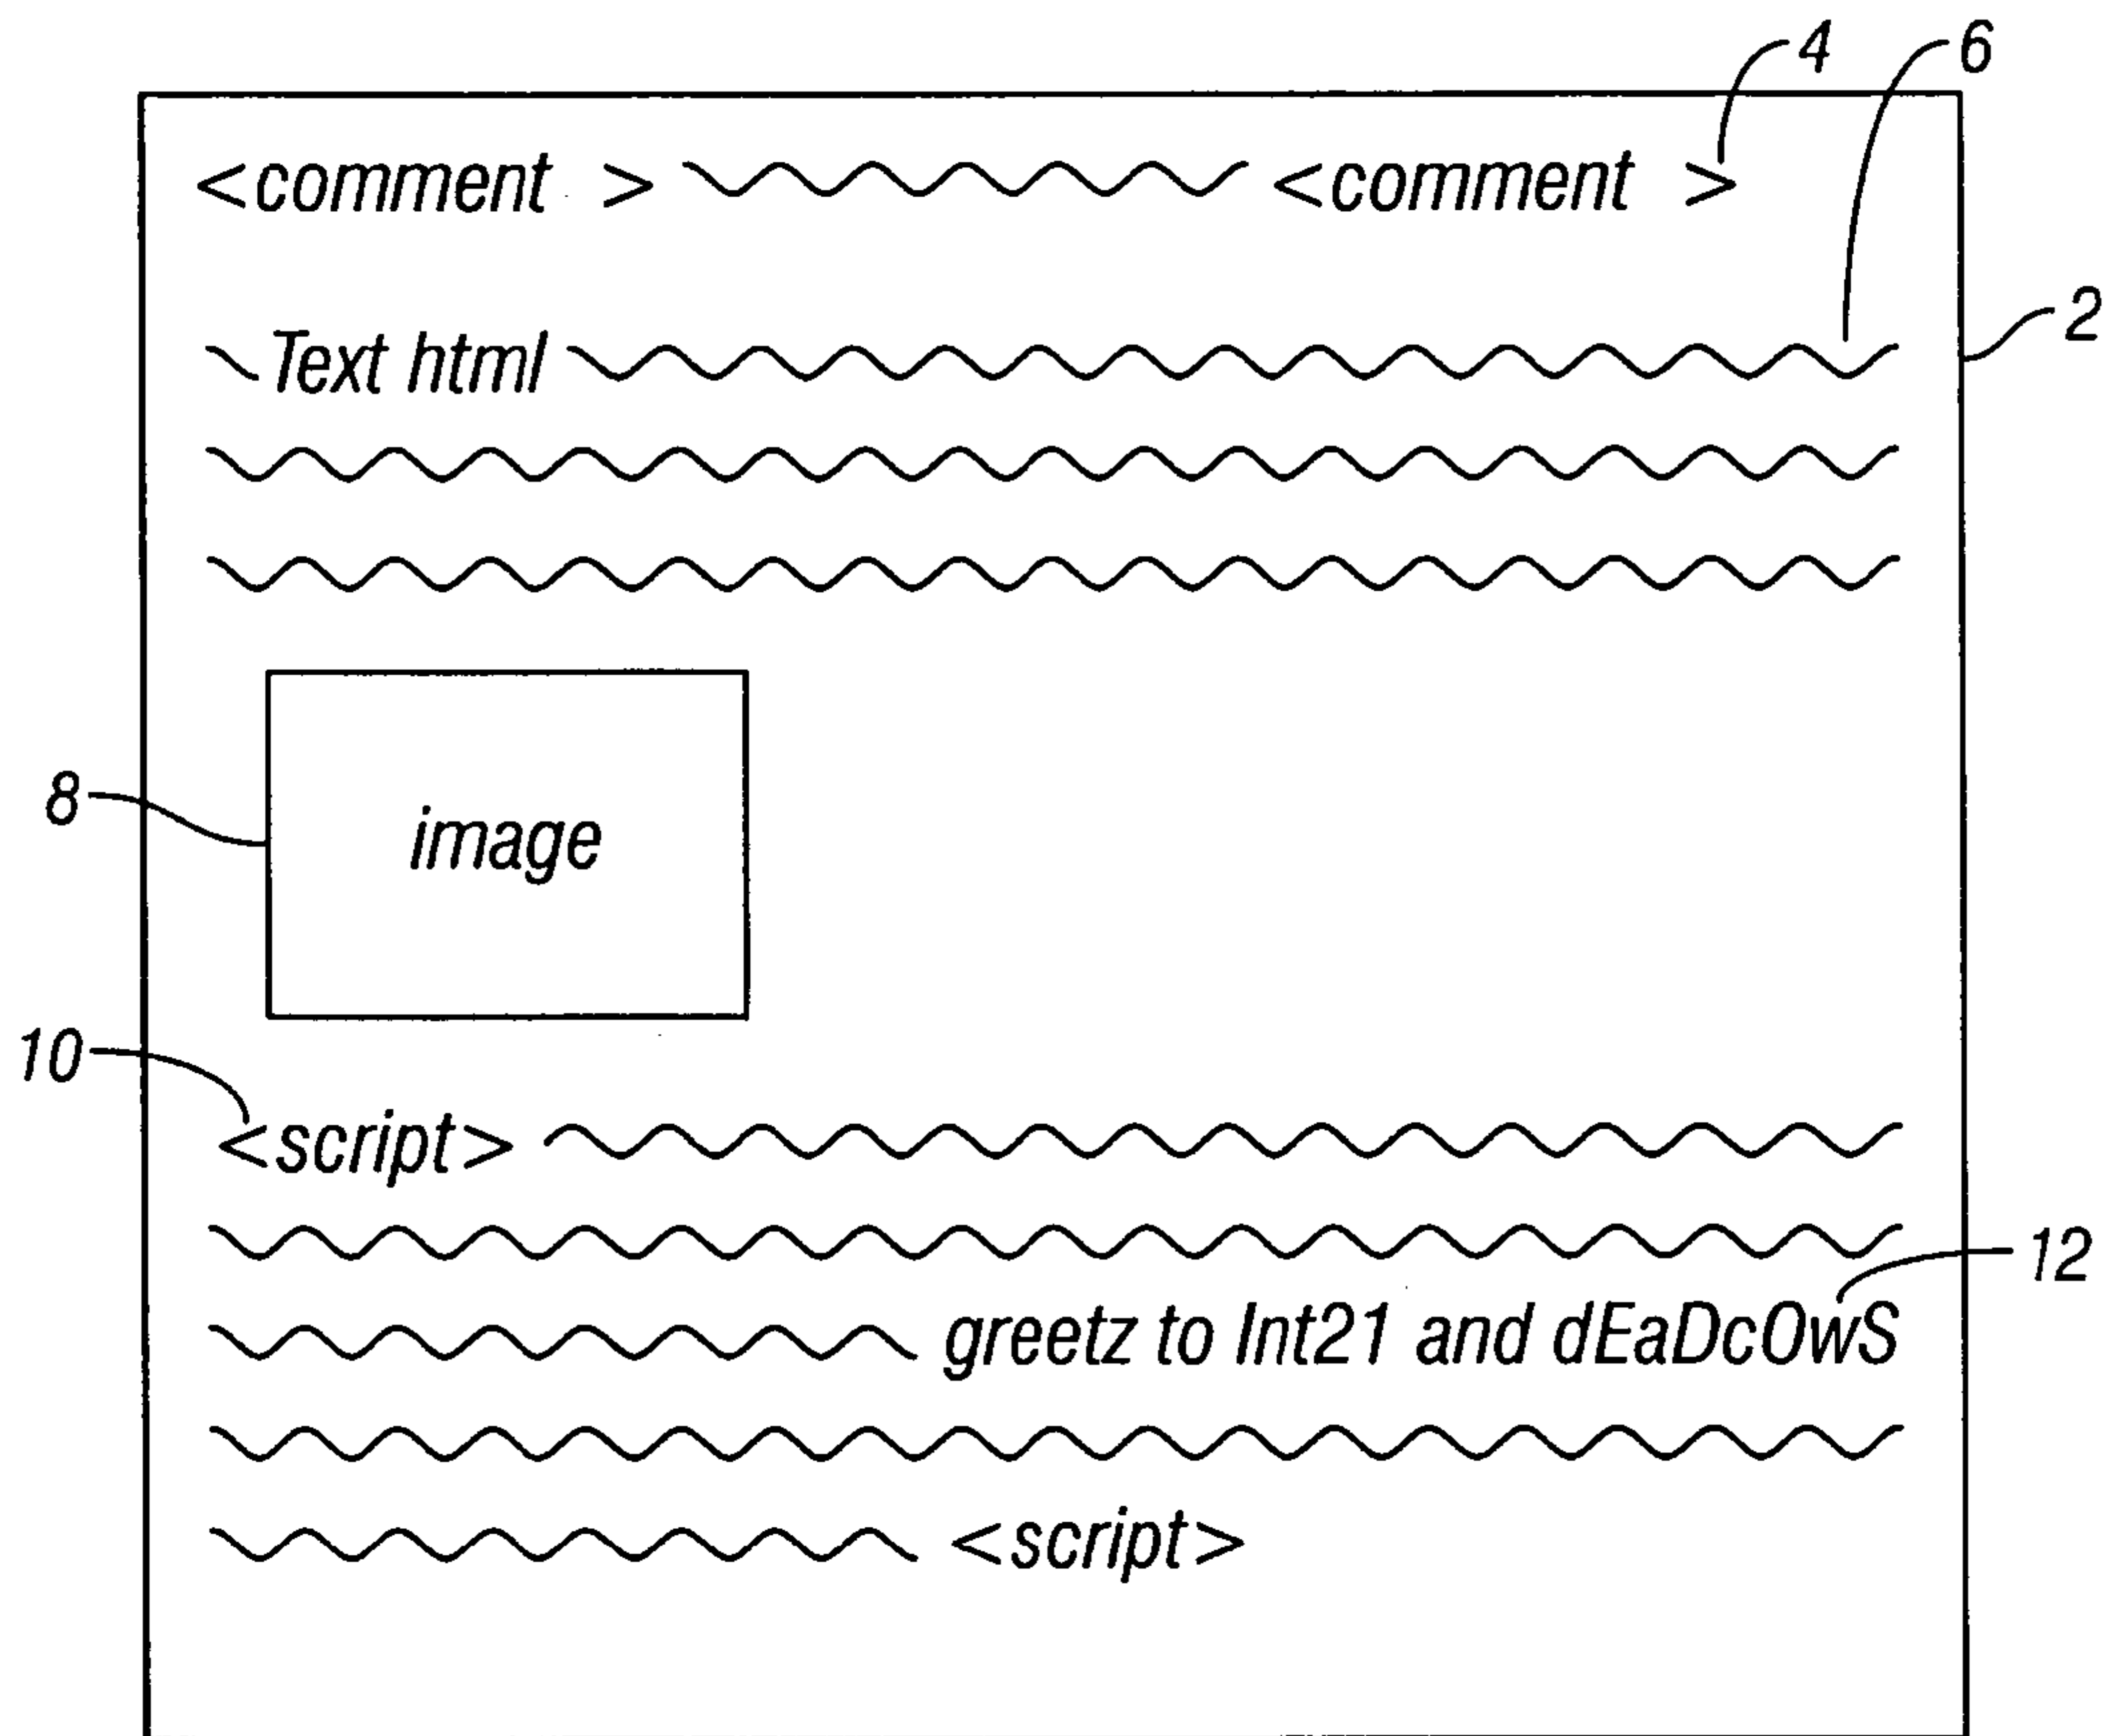 4 6
<comment > <comment >
2
Text html
8
image
10
<script>
12
greetz to Int21 and dEaDcOwS
<script>